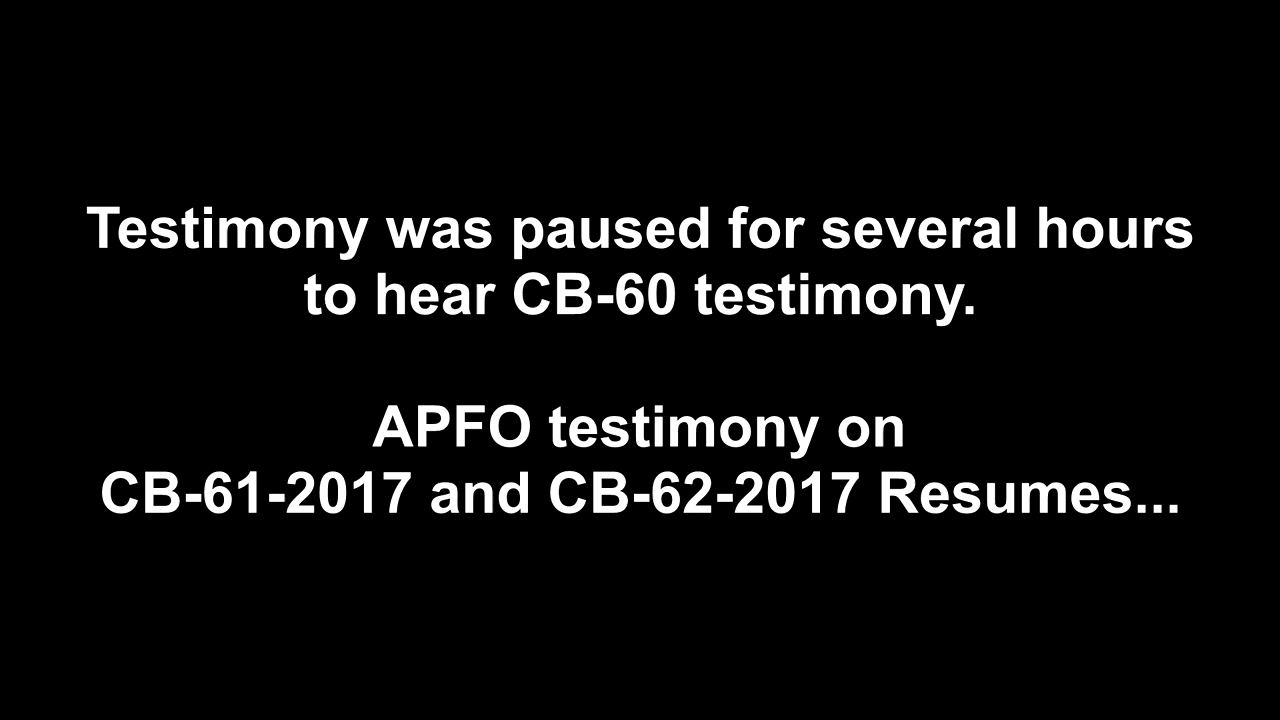 Testimony was paused for several hours
to hear CB-60 testimony.
APFO testimony on
CB-61-2017 and CB-62-2017 Resumes...